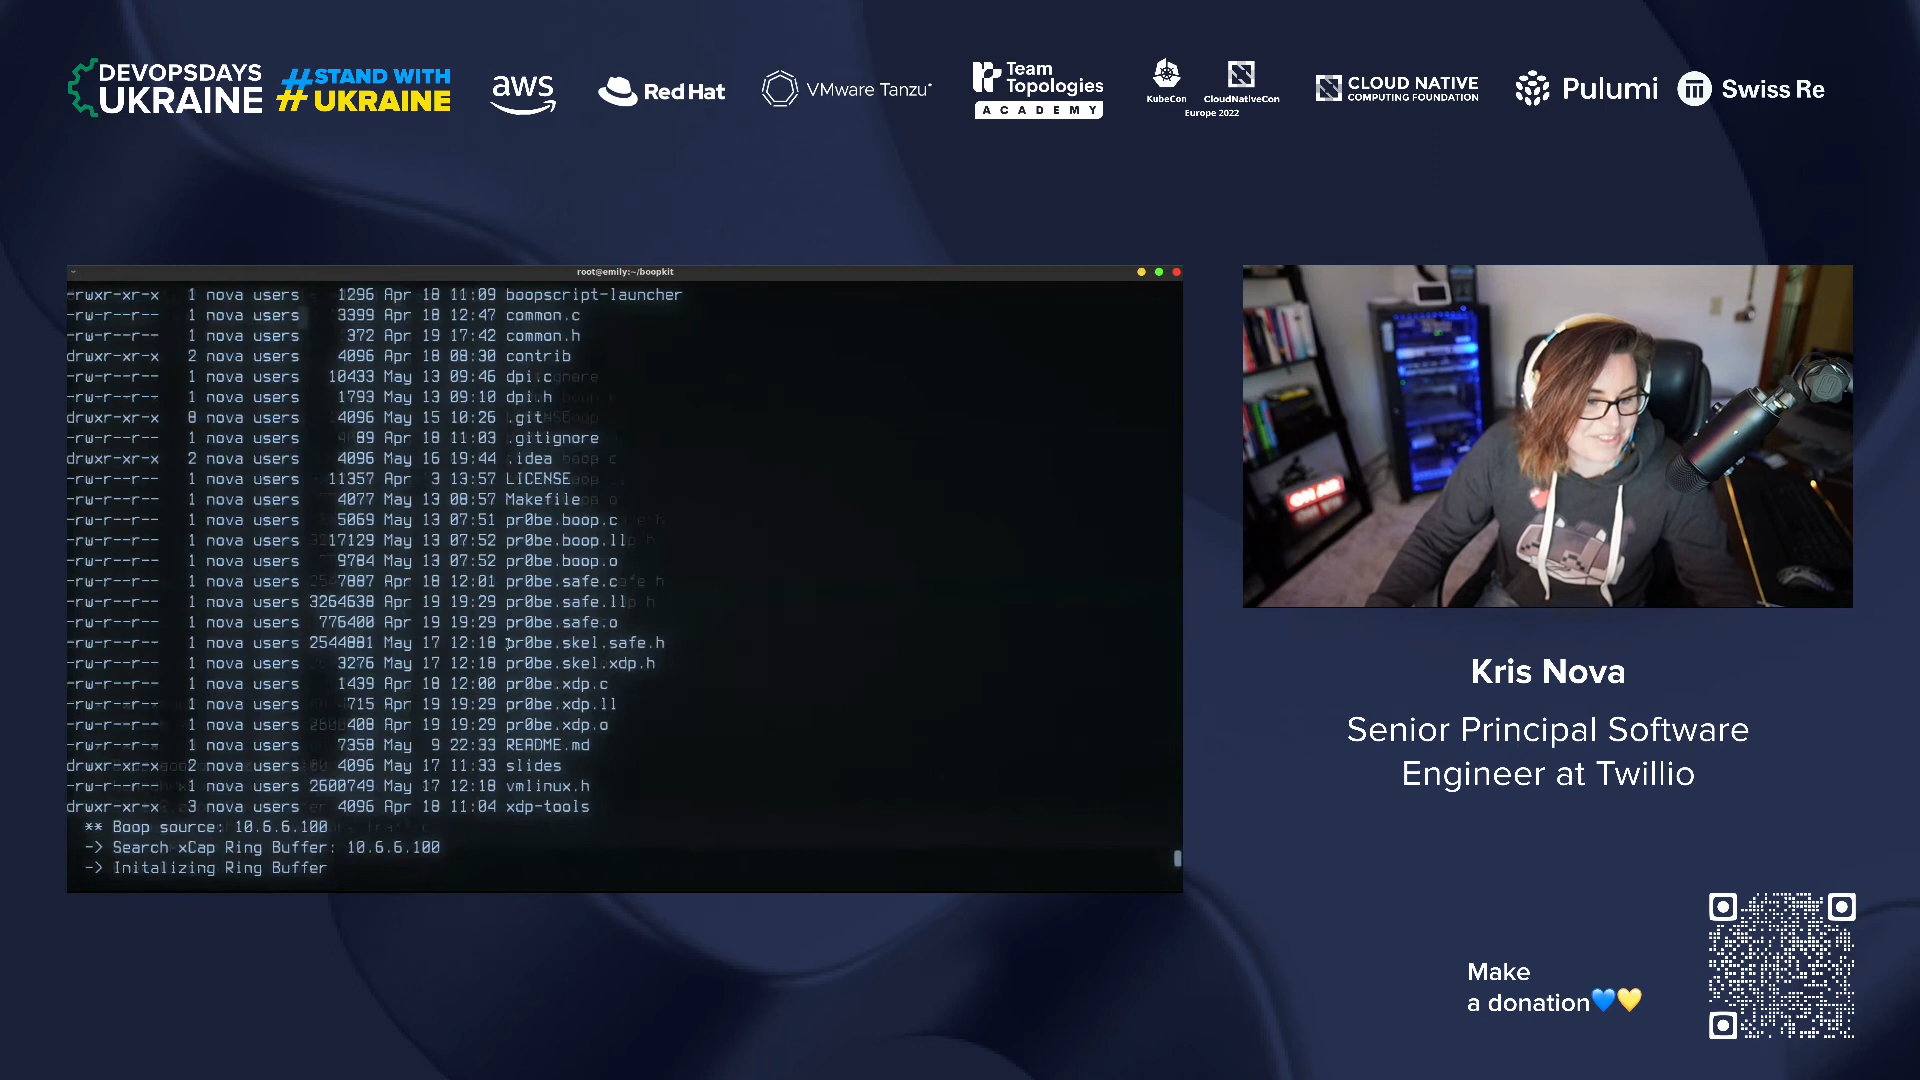 DEVOPSDAYS
UKRAINE
#STAND WITH
#UKRAINE
aws
Red Hat
VMware Tanzu
Team
Topologies
ACADEMY
KubeCon
CloudNativeCon
Europe 2022
CLOUD NATIVE
COMPUTING FOUNDATION
Pulumi
Swiss Re
root@emily:~/boopkit
-rwxr-xr-x 1 nova users 1296 Apr 18 11:09 boopscript-launcher
-rw-r--r-- 1 nova users 3399 Apr 18 12:47 common.c
-rw-r--r-- 1 nova users 372 Apr 19 17:42 common.h
drwxr-xr-x 2 nova users 4096 Apr 18 08:30 contrib
-rw-r--r-- 1 nova users 10433 May 13 09:46 dpi.c
-rw-r--r-- 1 nova users 1793 May 13 09:10 dpi.h
drwxr-xr-x 8 nova users 4096 May 15 10:26 .git
-rw-r--r-- 1 nova users 89 Apr 18 11:03 .gitignore
drwxr-xr-x 2 nova users 4096 May 16 19:44 .idea
-rw-r--r-- 1 nova users 11357 Apr 3 13:57 LICENSE
-rw-r--r-- 1 nova users 4077 May 13 08:57 Makefile
-rw-r--r-- 1 nova users 5069 May 13 07:51 pr0be.boop.c
-rw-r--r-- 1 nova users 17129 May 13 07:52 pr0be.boop.ll
-rw-r--r-- 1 nova users 9784 May 13 07:52 pr0be.boop.o
-rw-r--r-- 1 nova users 7887 Apr 18 12:01 pr0be.safe.c
-rw-r--r-- 1 nova users 3264638 Apr 19 19:29 pr0be.safe.ll
-rw-r--r-- 1 nova users 776400 Apr 19 19:29 pr0be.safe.o
-rw-r--r-- 1 nova users 2544881 May 17 12:18 pr0be.skel.safe.h
-rw-r--r-- 1 nova users 3276 May 17 12:18 pr0be.skel.xdp.h
-rw-r--r-- 1 nova users 1439 Apr 18 12:00 pr0be.xdp.c
-rw-r--r-- 1 nova users 715 Apr 19 19:29 pr0be.xdp.ll
-rw-r--r-- 1 nova users 408 Apr 19 19:29 pr0be.xdp.o
-rw-r--r-- 1 nova users 7358 May 9 22:33 README.md
drwxr-xr-x 2 nova users 4096 May 17 11:33 slides
-rw-r--r-- 1 nova users 2600749 May 17 12:18 vmlinux.h
drwxr-xr-x 3 nova users 4096 Apr 18 11:04 xdp-tools
** Boop source: 10.6.6.100
-> Search xCap Ring Buffer: 10.6.6.100
-> Initalizing Ring Buffer
ON AIR
Kris Nova
Senior Principal Software
Engineer at Twillio
Make
a donation💙💛